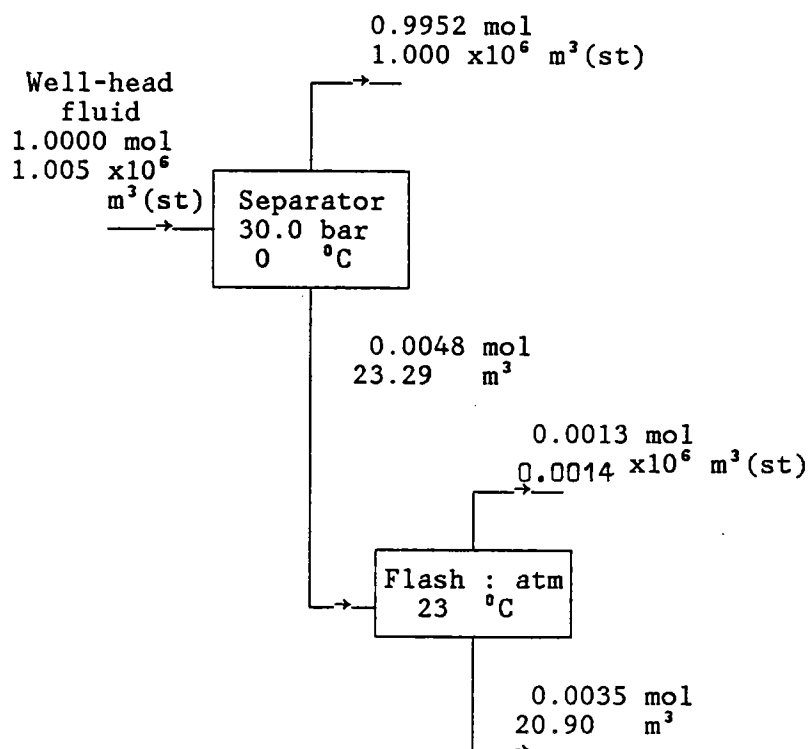 0.9952 mol
1.000 x10⁶ m³(st)
Well-head
fluid
1.0000 mol
1.005 x10⁶
m³(st)
Separator
30.0 bar
0 ⁰C
0.0048 mol
23.29 m³
0.0013 mol
0.0014 x10⁶ m³(st)
Flash : atm
23 ⁰C
0.0035 mol
20.90 m³